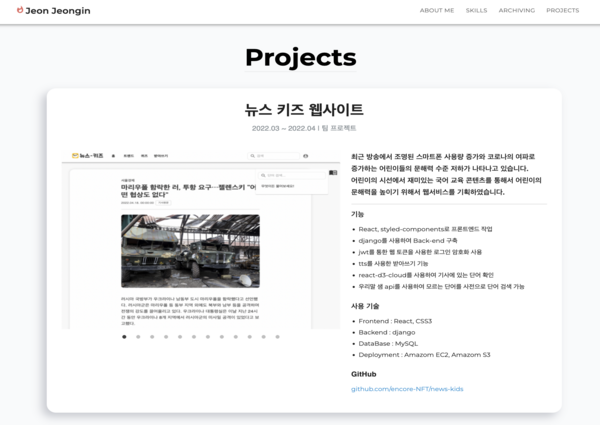 Jeon Jeongin
ABOUT ME SKILLS ARCHIVING PROJECTS
Projects
뉴스 키즈 웹사이트
2022.03 ~ 2022.04 | 팀 프로젝트
뉴스-키즈
마리우폴 함락한 러, 투항 요구…젤렌스키 "어
떤 협상도 없다"
최근 방송에서 조명된 스마트폰 사용량 증가와 코로나의 여파로
증가하는 어린이들의 문해력 수준 저하가 나타나고 있습니다.
어린이의 시선에서 재미있는 국어 교육 콘텐츠를 통해서 어린이의
문해력을 높이기 위해서 웹서비스를 기획하였습니다.
기능
React, styled-components로 프론트엔드 작업
django를 사용하여 Back-end 구축
jwt를 통한 웹 토큰을 사용한 로그인 암호화 사용
tts를 사용한 받아쓰기 기능
react-d3-cloud를 사용하여 기사에 있는 단어 확인
우리말 샘 api를 사용하여 모르는 단어를 사전으로 단어 검색 가능
사용 기술
Frontend : React, CSS3
Backend : django
DataBase : MySQL
Deployment : Amazom EC2, Amazom S3
GitHub
github.com/encore-NFT/news-kids